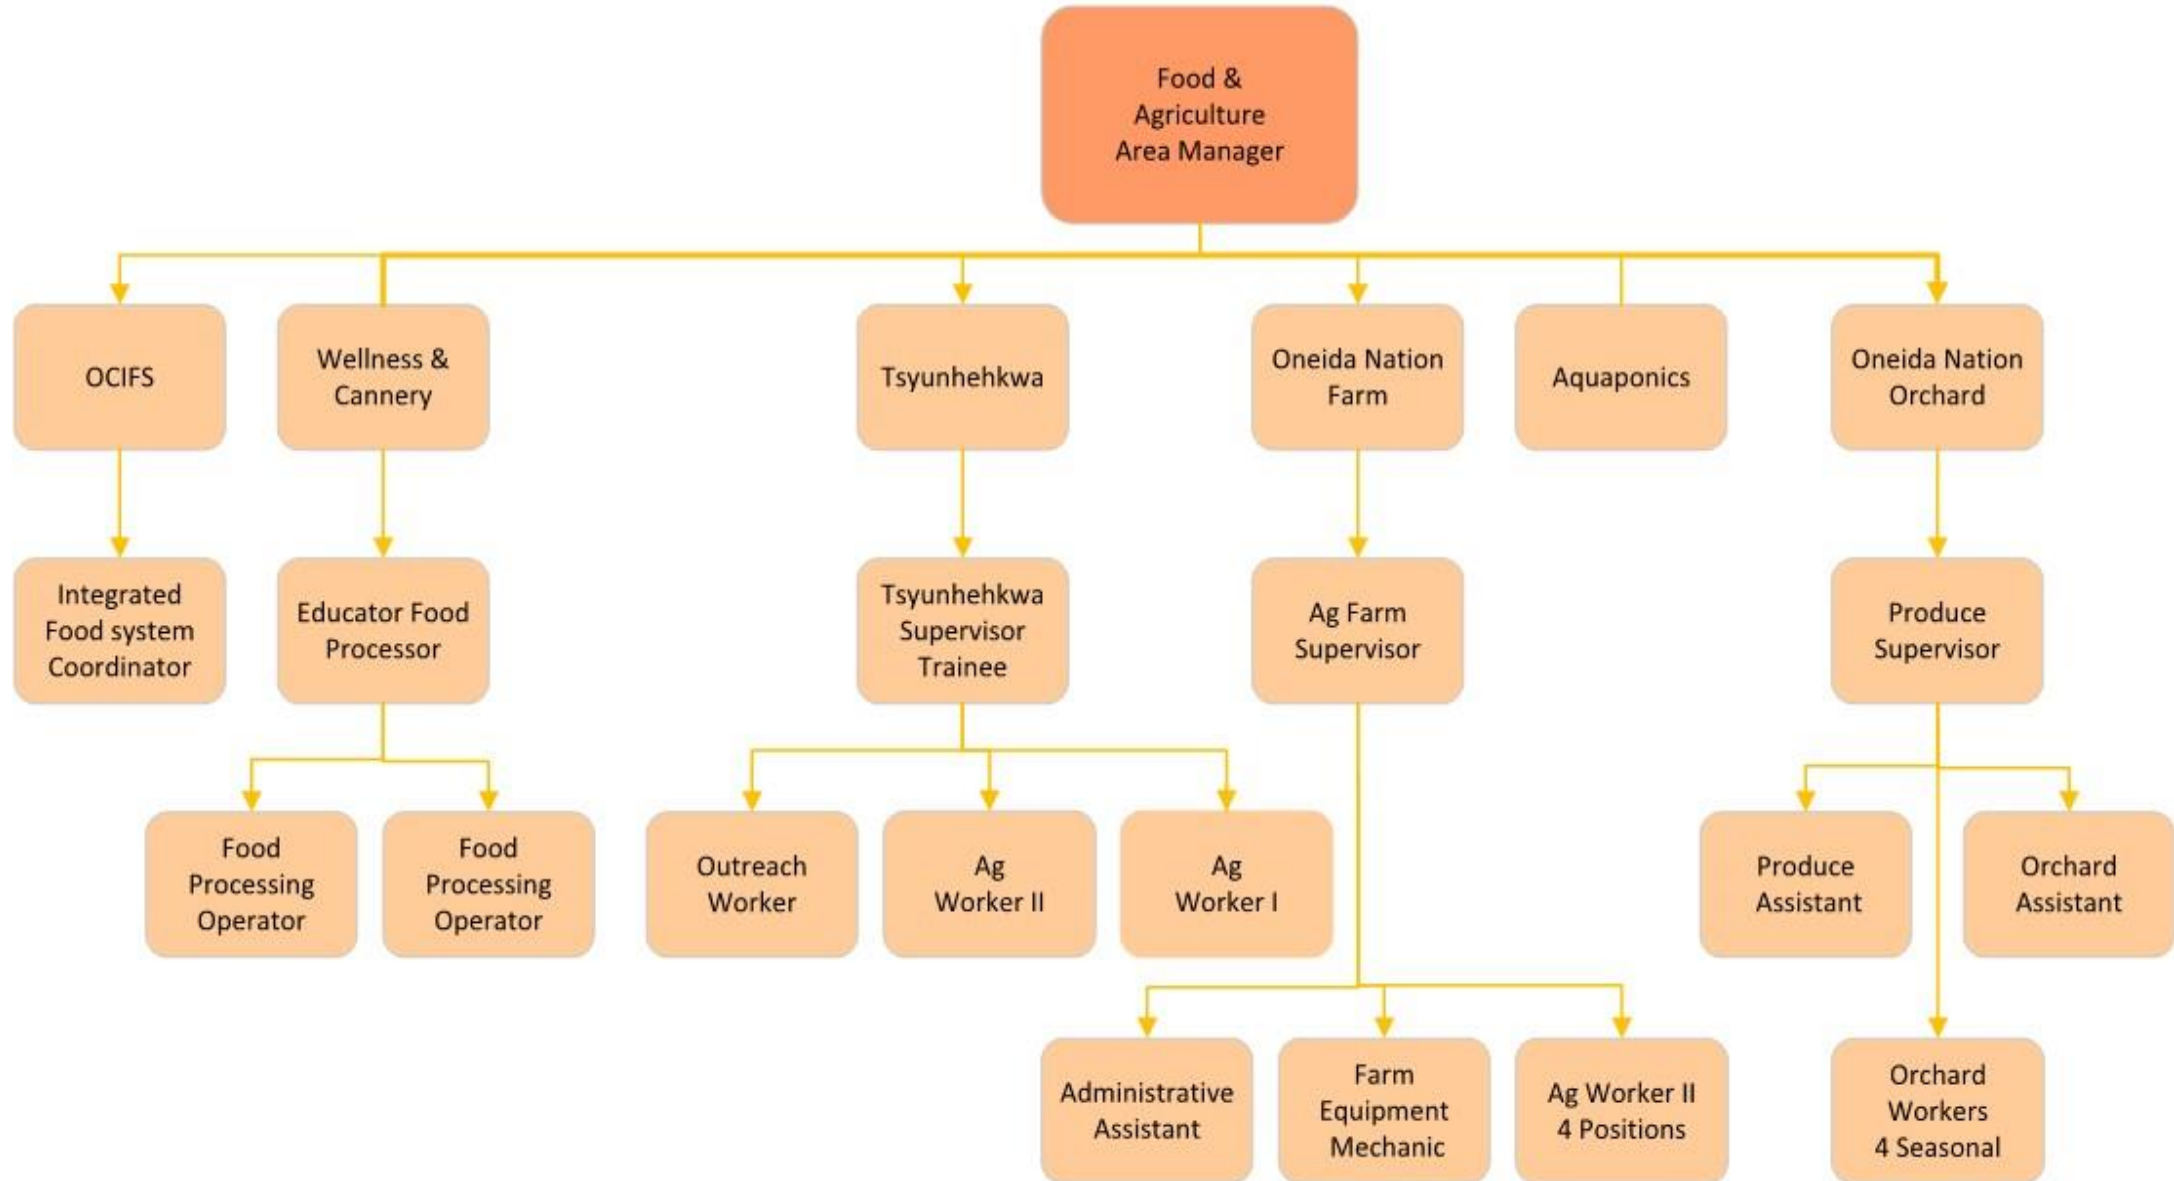 Food &
Agriculture
Area Manager
OCIFS
Wellness &
Cannery
Tsyunhehkwa
Oneida Nation
Farm
Aquaponics
Oneida Nation
Orchard
Integrated
Food system
Coordinator
Educator Food
Processor
Tsyunhehkwa
Supervisor
Trainee
Ag Farm
Supervisor
Produce
Supervisor
Food
Processing
Operator
Food
Processing
Operator
Outreach
Worker
Ag
Worker II
Ag
Worker I
Produce
Assistant
Orchard
Assistant
Administrative
Assistant
Farm
Equipment
Mechanic
Ag Worker II
4 Positions
Orchard
Workers
4 Seasonal